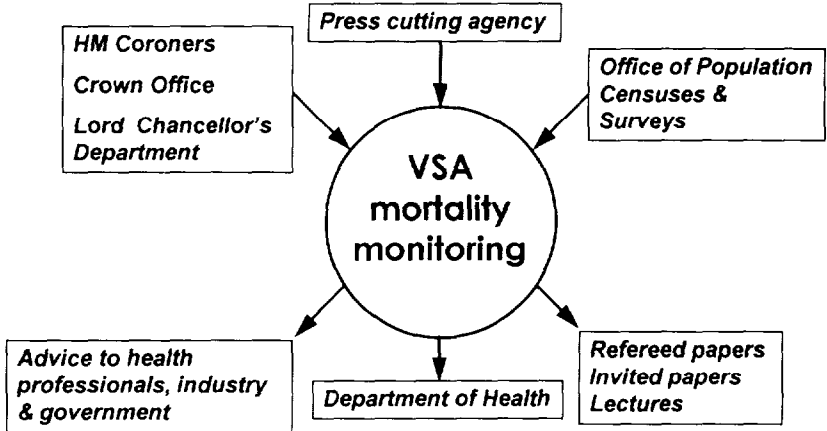 Press cutting agency
HM Coroners
Crown Office
Lord Chancellor's
Department
Office of Population
Censuses &
Surveys
VSA
mortality
monitoring
Advice to health
professionals, industry
& government
Department of Health
Refereed papers
Invited papers
Lectures